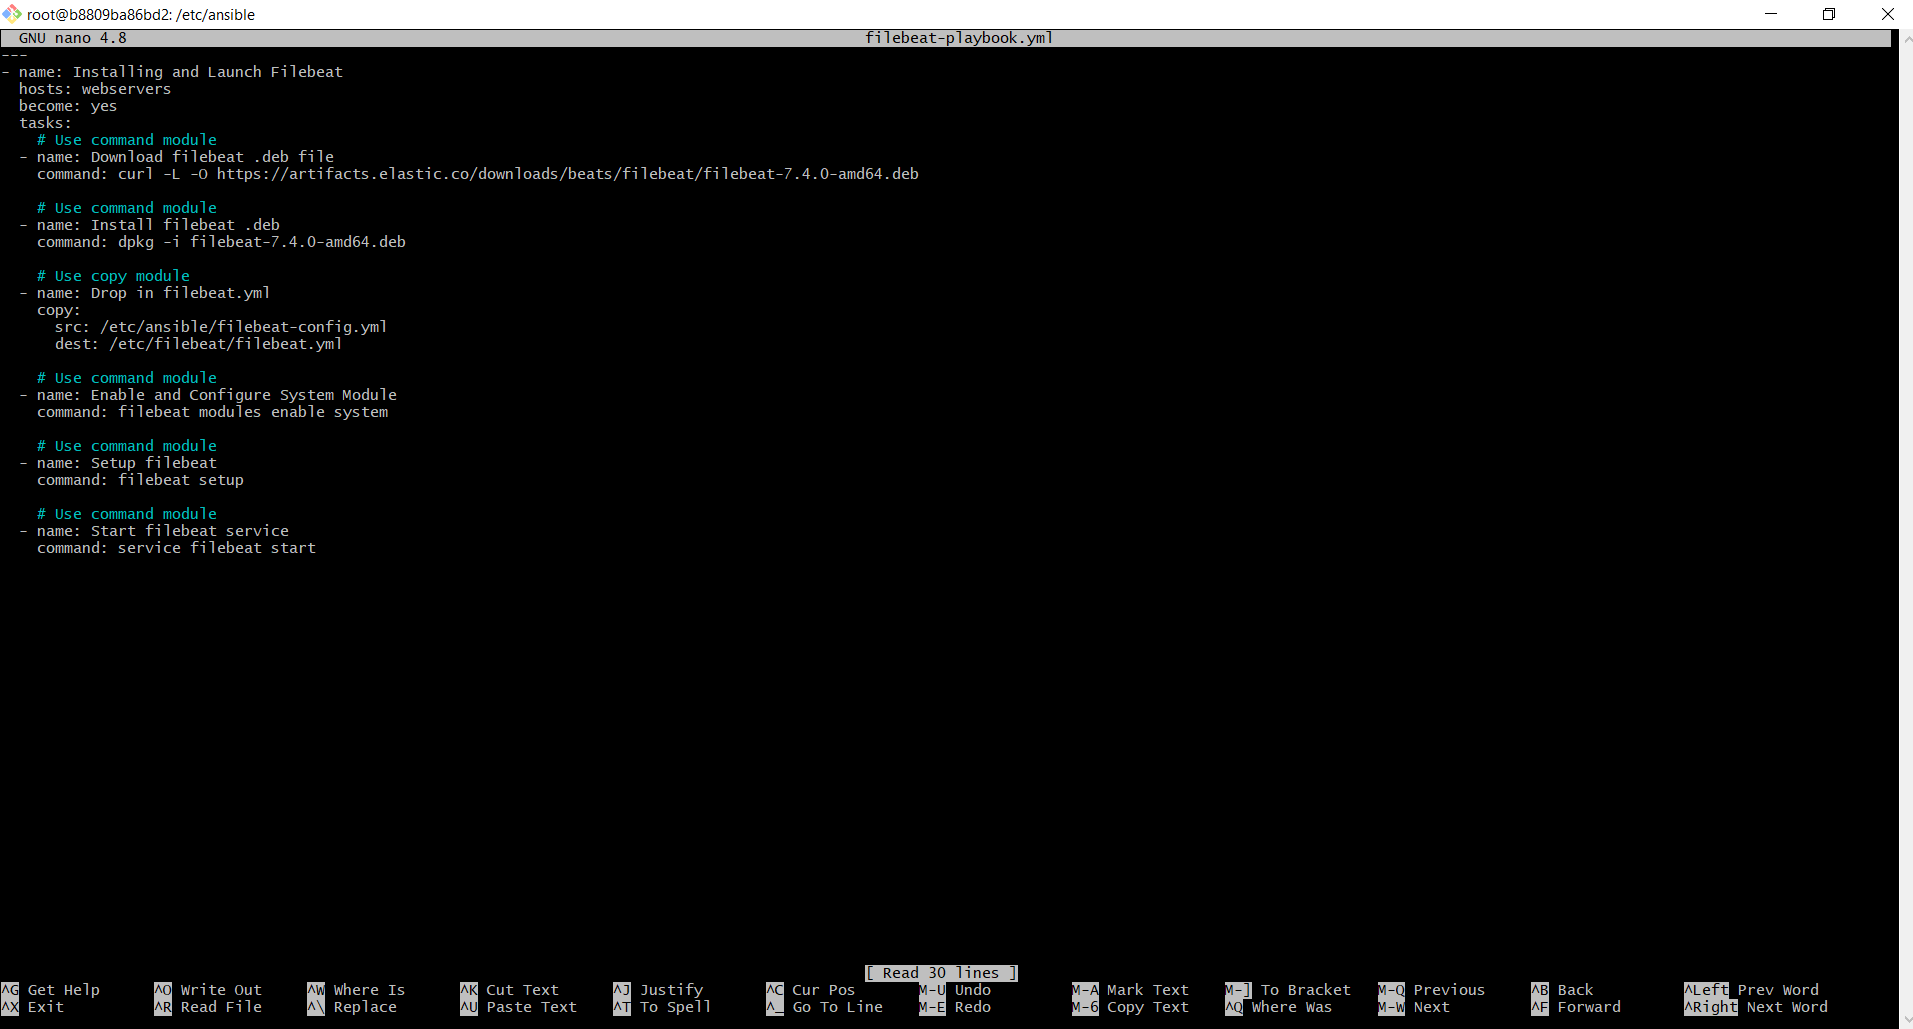 root@b8809ba86bd2: /etc/ansible
GNU nano 4.8 filebeat-playbook.yml
---
- name: Installing and Launch Filebeat
  hosts: webservers
  become: yes
  tasks:
    # Use command module
  - name: Download filebeat .deb file
    command: curl -L -O https://artifacts.elastic.co/downloads/beats/filebeat/filebeat-7.4.0-amd64.deb

    # Use command module
  - name: Install filebeat .deb
    command: dpkg -i filebeat-7.4.0-amd64.deb

    # Use copy module
  - name: Drop in filebeat.yml
    copy:
      src: /etc/ansible/filebeat-config.yml
      dest: /etc/filebeat/filebeat.yml

    # Use command module
  - name: Enable and Configure System Module
    command: filebeat modules enable system

    # Use command module
  - name: Setup filebeat
    command: filebeat setup

    # Use command module
  - name: Start filebeat service
    command: service filebeat start
[ Read 30 lines ]
^G Get Help ^O Write Out ^W Where Is ^K Cut Text ^J Justify ^C Cur Pos M-U Undo M-A Mark Text M-] To Bracket M-Q Previous ^B Back ^Left Prev Word
^X Exit ^R Read File ^\ Replace ^U Paste Text ^T To Spell ^_ Go To Line M-E Redo M-6 Copy Text ^Q Where Was M-W Next ^F Forward ^Right Next Word